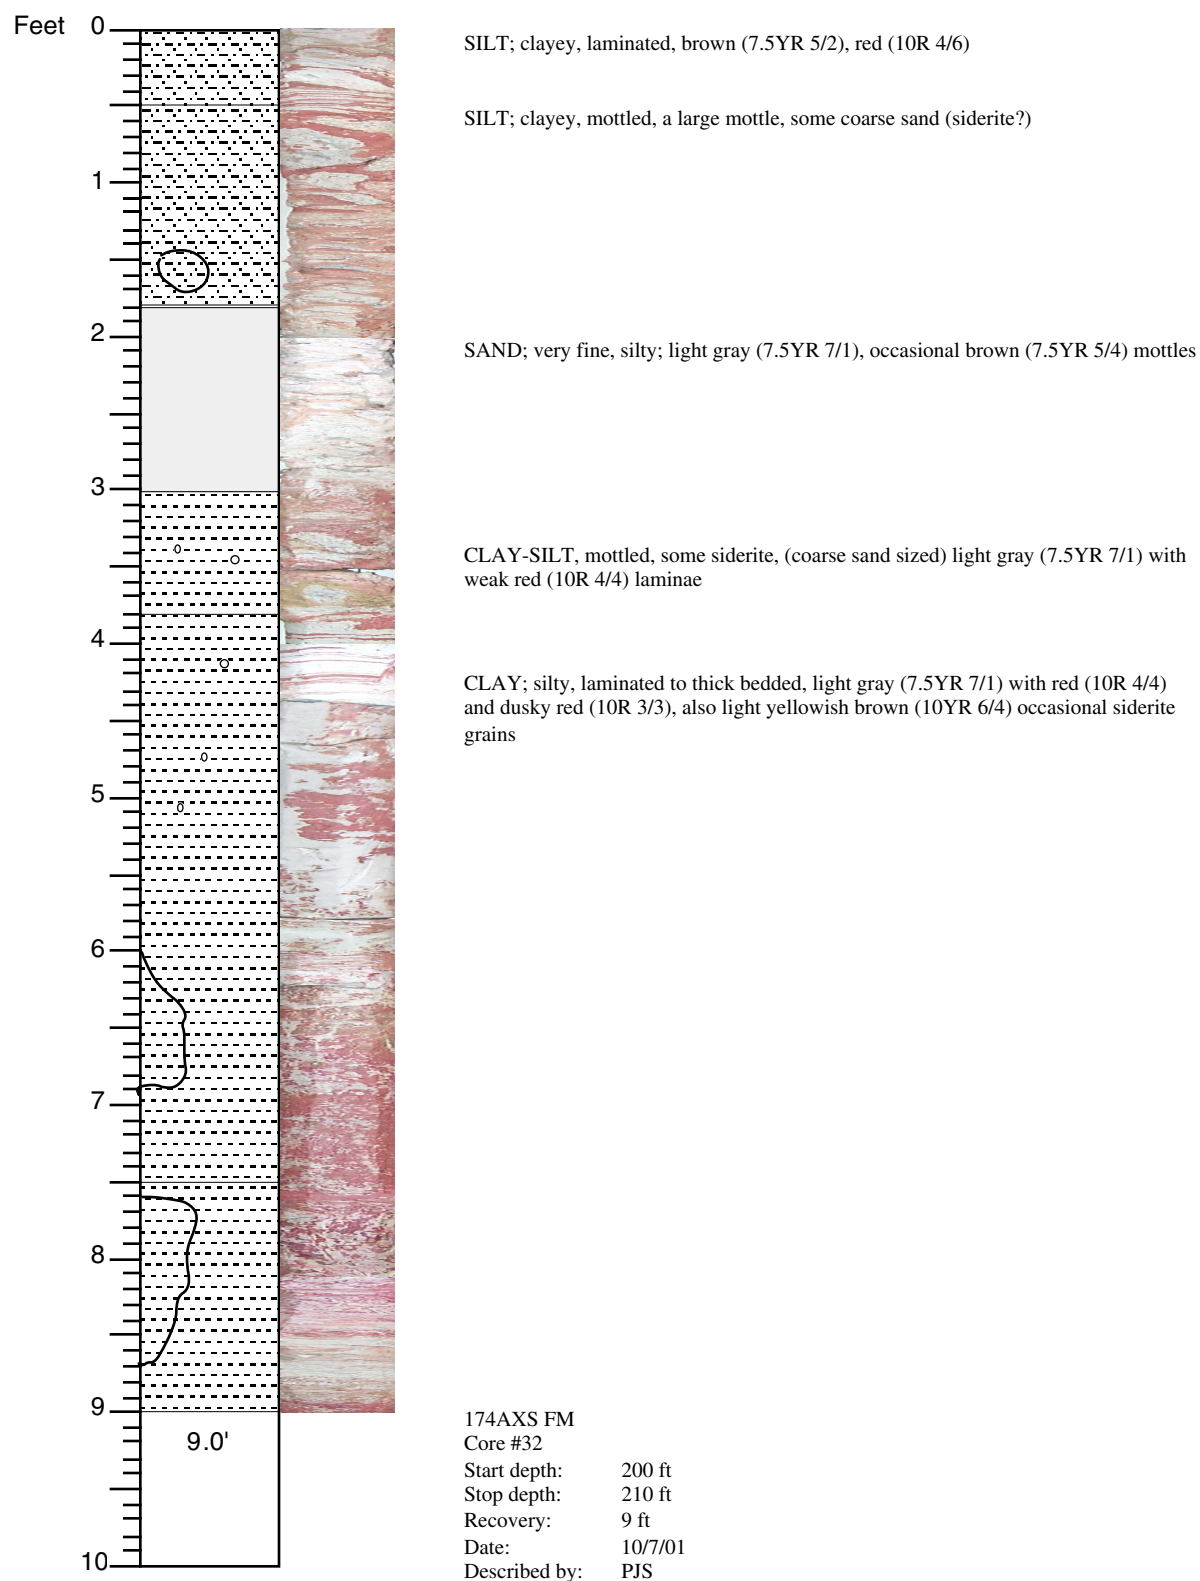 Feet 0
SILT; clayey, laminated, brown (7.5YR 5/2), red (10R 4/6)
SILT; clayey, mottled, a large mottle, some coarse sand (siderite?)
1
2
SAND; very fine, silty; light gray (7.5YR 7/1), occasional brown (7.5YR 5/4) mottles
3
CLAY-SILT, mottled, some siderite, (coarse sand sized) light gray (7.5YR 7/1) with
weak red (10R 4/4) laminae
4
CLAY; silty, laminated to thick bedded, light gray (7.5YR 7/1) with red (10R 4/4)
and dusky red (10R 3/3), also light yellowish brown (10YR 6/4) occasional siderite
grains
5
6
7
8
9
9.0'
10
174AXS FM
Core #32
Start depth: 200 ft
Stop depth: 210 ft
Recovery: 9 ft
Date: 10/7/01
Described by: PJS